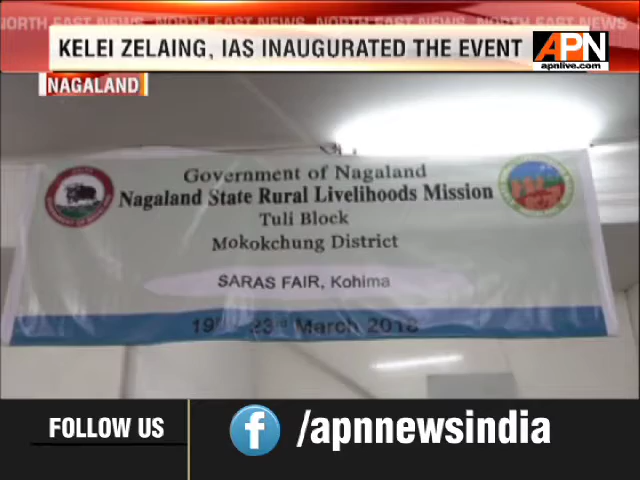 NORTH EAST NEWS NORTH EAST NEWS NORTH EAST NEWS NORTH EAST NEWS
KELEI ZELAING, IAS INAUGURATED THE EVENT
APN
apnlive.com
NAGALAND
Government of Nagaland
Nagaland State Rural Livelihoods Mission
Tuli Block
Mokokchung District
SARAS FAIR, Kohima
19th - 23rd March 2018
FOLLOW US
f /apnnewsindia